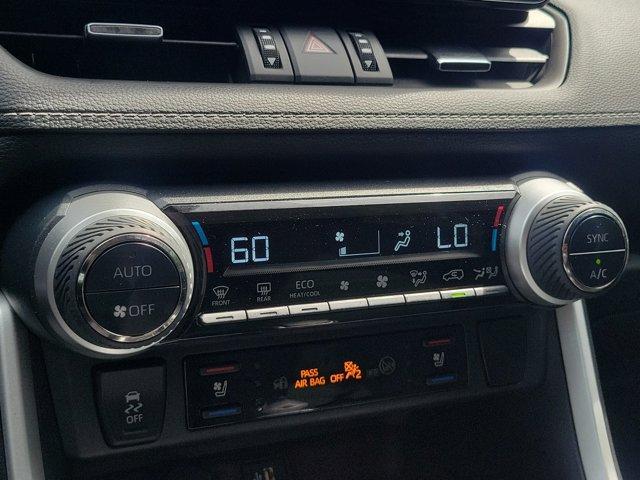 60
LO
AUTO
OFF
FRONT
REAR
ECO
HEAT/COOL
SYNC
A/C
PASS
AIR BAG OFF 2
OFF